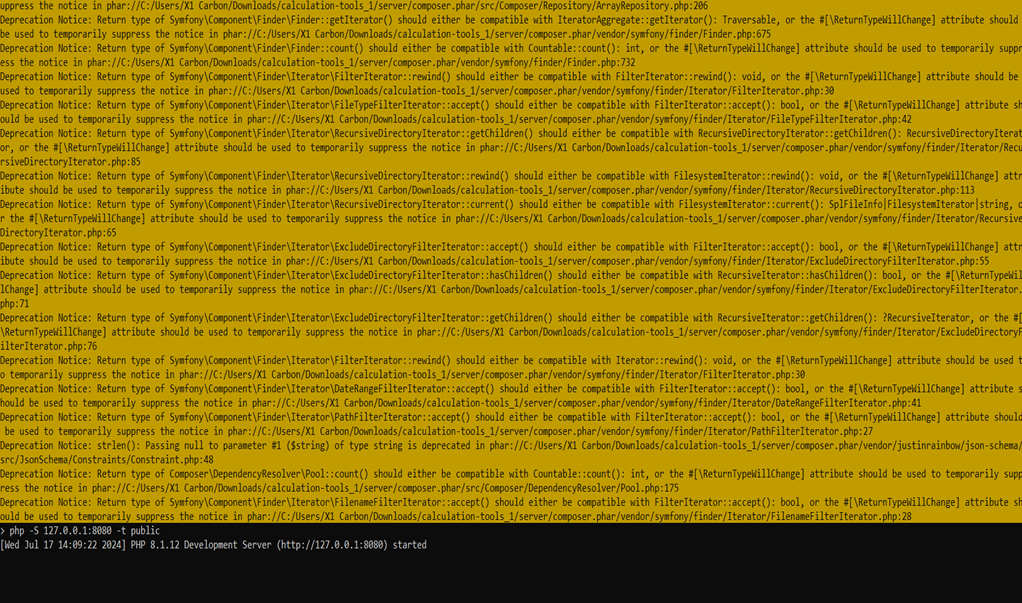 uppress the notice in phar://C:/Users/X1 Carbon/Downloads/calculation-tools_1/server/composer.phar/src/Composer/Repository/ArrayRepository.php:206
Deprecation Notice: Return type of Symfony\Component\Finder\Finder::getIterator() should either be compatible with IteratorAggregate::getIterator(): Traversable, or the #[\ReturnTypeWillChange] attribute should
be used to temporarily suppress the notice in phar://C:/Users/X1 Carbon/Downloads/calculation-tools_1/server/composer.phar/vendor/symfony/finder/Finder.php:675
Deprecation Notice: Return type of Symfony\Component\Finder\Finder::count() should either be compatible with Countable::count(): int, or the #[\ReturnTypeWillChange] attribute should be used to temporarily suppr
ess the notice in phar://C:/Users/X1 Carbon/Downloads/calculation-tools_1/server/composer.phar/vendor/symfony/finder/Finder.php:732
Deprecation Notice: Return type of Symfony\Component\Finder\Iterator\FilterIterator::rewind() should either be compatible with FilterIterator::rewind(): void, or the #[\ReturnTypeWillChange] attribute should be
used to temporarily suppress the notice in phar://C:/Users/X1 Carbon/Downloads/calculation-tools_1/server/composer.phar/vendor/symfony/finder/Iterator/FilterIterator.php:30
Deprecation Notice: Return type of Symfony\Component\Finder\Iterator\FileTypeFilterIterator::accept() should either be compatible with FilterIterator::accept(): bool, or the #[\ReturnTypeWillChange] attribute sh
ould be used to temporarily suppress the notice in phar://C:/Users/X1 Carbon/Downloads/calculation-tools_1/server/composer.phar/vendor/symfony/finder/Iterator/FileTypeFilterIterator.php:42
Deprecation Notice: Return type of Symfony\Component\Finder\Iterator\RecursiveDirectoryIterator::getChildren() should either be compatible with RecursiveDirectoryIterator::getChildren(): RecursiveDirectoryIterat
or, or the #[\ReturnTypeWillChange] attribute should be used to temporarily suppress the notice in phar://C:/Users/X1 Carbon/Downloads/calculation-tools_1/server/composer.phar/vendor/symfony/finder/Iterator/Recu
rsiveDirectoryIterator.php:85
Deprecation Notice: Return type of Symfony\Component\Finder\Iterator\RecursiveDirectoryIterator::rewind() should either be compatible with FilesystemIterator::rewind(): void, or the #[\ReturnTypeWillChange] attr
ibute should be used to temporarily suppress the notice in phar://C:/Users/X1 Carbon/Downloads/calculation-tools_1/server/composer.phar/vendor/symfony/finder/Iterator/RecursiveDirectoryIterator.php:113
Deprecation Notice: Return type of Symfony\Component\Finder\Iterator\RecursiveDirectoryIterator::current() should either be compatible with FilesystemIterator::current(): SplFileInfo|FilesystemIterator|string, o
r the #[\ReturnTypeWillChange] attribute should be used to temporarily suppress the notice in phar://C:/Users/X1 Carbon/Downloads/calculation-tools_1/server/composer.phar/vendor/symfony/finder/Iterator/Recursive
DirectoryIterator.php:65
Deprecation Notice: Return type of Symfony\Component\Finder\Iterator\ExcludeDirectoryFilterIterator::accept() should either be compatible with FilterIterator::accept(): bool, or the #[\ReturnTypeWillChange] attr
ibute should be used to temporarily suppress the notice in phar://C:/Users/X1 Carbon/Downloads/calculation-tools_1/server/composer.phar/vendor/symfony/finder/Iterator/ExcludeDirectoryFilterIterator.php:55
Deprecation Notice: Return type of Symfony\Component\Finder\Iterator\ExcludeDirectoryFilterIterator::hasChildren() should either be compatible with RecursiveIterator::hasChildren(): bool, or the #[\ReturnTypeWil
lChange] attribute should be used to temporarily suppress the notice in phar://C:/Users/X1 Carbon/Downloads/calculation-tools_1/server/composer.phar/vendor/symfony/finder/Iterator/ExcludeDirectoryFilterIterator.
php:71
Deprecation Notice: Return type of Symfony\Component\Finder\Iterator\ExcludeDirectoryFilterIterator::getChildren() should either be compatible with RecursiveIterator::getChildren(): ?RecursiveIterator, or the #[
\ReturnTypeWillChange] attribute should be used to temporarily suppress the notice in phar://C:/Users/X1 Carbon/Downloads/calculation-tools_1/server/composer.phar/vendor/symfony/finder/Iterator/ExcludeDirectoryF
ilterIterator.php:76
Deprecation Notice: Return type of Symfony\Component\Finder\Iterator\FilterIterator::rewind() should either be compatible with Iterator::rewind(): void, or the #[\ReturnTypeWillChange] attribute should be used t
o temporarily suppress the notice in phar://C:/Users/X1 Carbon/Downloads/calculation-tools_1/server/composer.phar/vendor/symfony/finder/Iterator/FilterIterator.php:30
Deprecation Notice: Return type of Symfony\Component\Finder\Iterator\DateRangeFilterIterator::accept() should either be compatible with FilterIterator::accept(): bool, or the #[\ReturnTypeWillChange] attribute s
hould be used to temporarily suppress the notice in phar://C:/Users/X1 Carbon/Downloads/calculation-tools_1/server/composer.phar/vendor/symfony/finder/Iterator/DateRangeFilterIterator.php:41
Deprecation Notice: Return type of Symfony\Component\Finder\Iterator\PathFilterIterator::accept() should either be compatible with FilterIterator::accept(): bool, or the #[\ReturnTypeWillChange] attribute should
be used to temporarily suppress the notice in phar://C:/Users/X1 Carbon/Downloads/calculation-tools_1/server/composer.phar/vendor/symfony/finder/Iterator/PathFilterIterator.php:27
Deprecation Notice: strlen(): Passing null to parameter #1 ($string) of type string is deprecated in phar://C:/Users/X1 Carbon/Downloads/calculation-tools_1/server/composer.phar/vendor/justinrainbow/json-schema/
src/JsonSchema/Constraints/Constraint.php:48
Deprecation Notice: Return type of Composer\DependencyResolver\Pool::count() should either be compatible with Countable::count(): int, or the #[\ReturnTypeWillChange] attribute should be used to temporarily supp
ress the notice in phar://C:/Users/X1 Carbon/Downloads/calculation-tools_1/server/composer.phar/src/Composer/DependencyResolver/Pool.php:175
Deprecation Notice: Return type of Symfony\Component\Finder\Iterator\FilenameFilterIterator::accept() should either be compatible with FilterIterator::accept(): bool, or the #[\ReturnTypeWillChange] attribute sh
ould be used to temporarily suppress the notice in phar://C:/Users/X1 Carbon/Downloads/calculation-tools_1/server/composer.phar/vendor/symfony/finder/Iterator/FilenameFilterIterator.php:28
> php -S 127.0.0.1:8080 -t public
[Wed Jul 17 14:09:22 2024] PHP 8.1.12 Development Server (http://127.0.0.1:8080) started